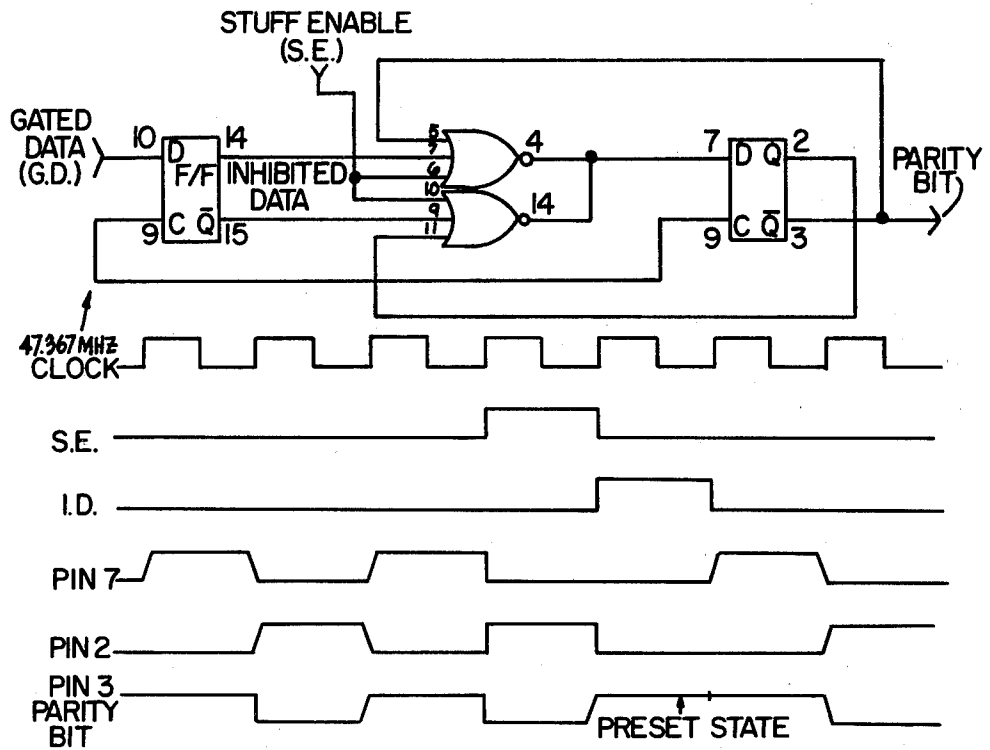 STUFF ENABLE
(S.E.)
GATED
DATA
(G.D.)
10
D
14
F/F
INHIBITED
DATA
9
C
Q̅
15
5
7
6
4
10
9
11
14
7
D
Q
2
9
C
Q̅
3
PARITY
BIT
47.367 MHZ
CLOCK
S.E.
I.D.
PIN 7
PIN 2
PIN 3
PARITY
BIT
PRESET STATE